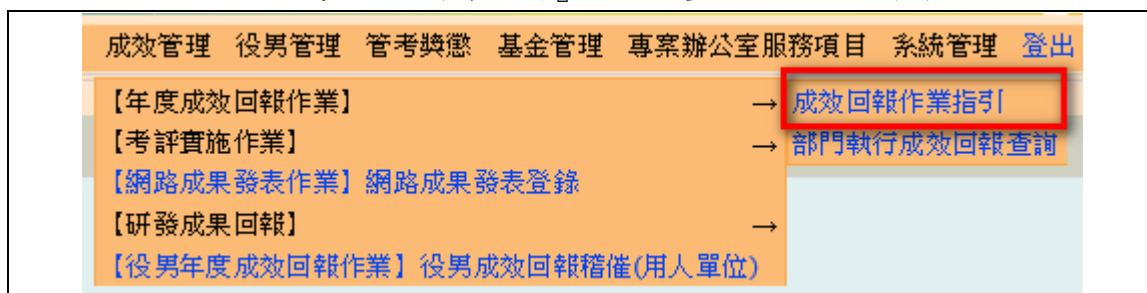 成效管理 役男管理 管考獎懲 基金管理 專案辦公室服務項目 系統管理 登出
【年度成效回報作業】 → 成效回報作業指引
【考評實施作業】 → 部門執行成效回報查詢
【網路成果發表作業】網路成果發表登錄
【研發成果回報】 →
【役男年度成效回報作業】役男成效回報稽催(用人單位)